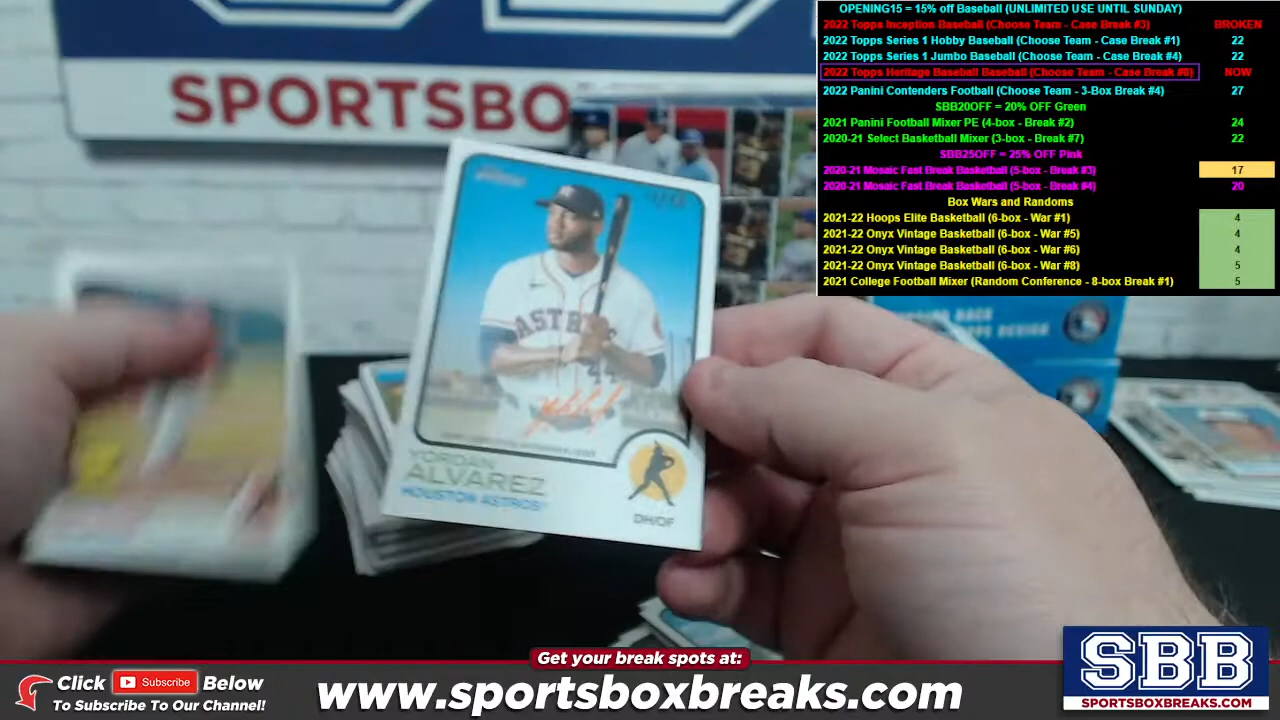 OPENING15 = 15% off Baseball (UNLIMITED USE UNTIL SUNDAY)
2022 Topps Inception Baseball (Choose Team - Case Break #3) BROKEN
2022 Topps Series 1 Hobby Baseball (Choose Team - Case Break #1) 22
2022 Topps Series 1 Jumbo Baseball (Choose Team - Case Break #4) 22
2022 Topps Heritage Baseball Baseball (Choose Team - Case Break #8) NOW
2022 Panini Contenders Football (Choose Team - 3-Box Break #4) 27
SBB20OFF = 20% OFF Green
2021 Panini Football Mixer PE (4-box - Break #2) 24
2020-21 Select Basketball Mixer (3-box - Break #7) 22
SBB25OFF = 25% OFF Pink
2020-21 Mosaic Fast Break Basketball (5-box - Break #3) 17
2020-21 Mosaic Fast Break Basketball (5-box - Break #4) 20
Box Wars and Randoms
2021-22 Hoops Elite Basketball (6-box - War #1) 4
2021-22 Onyx Vintage Basketball (6-box - War #5) 4
2021-22 Onyx Vintage Basketball (6-box - War #6) 4
2021-22 Onyx Vintage Basketball (6-box - War #8) 5
2021 College Football Mixer (Random Conference - 8-box Break #1) 5
SPORTSBO
ASTROS
44
YORDAN
ALVAREZ
HOUSTON ASTROS
DH/OF
Get your break spots at:
Click Subscribe Below
To Subscribe To Our Channel!
www.sportsboxbreaks.com
SBB
SPORTSBOXBREAKS.COM